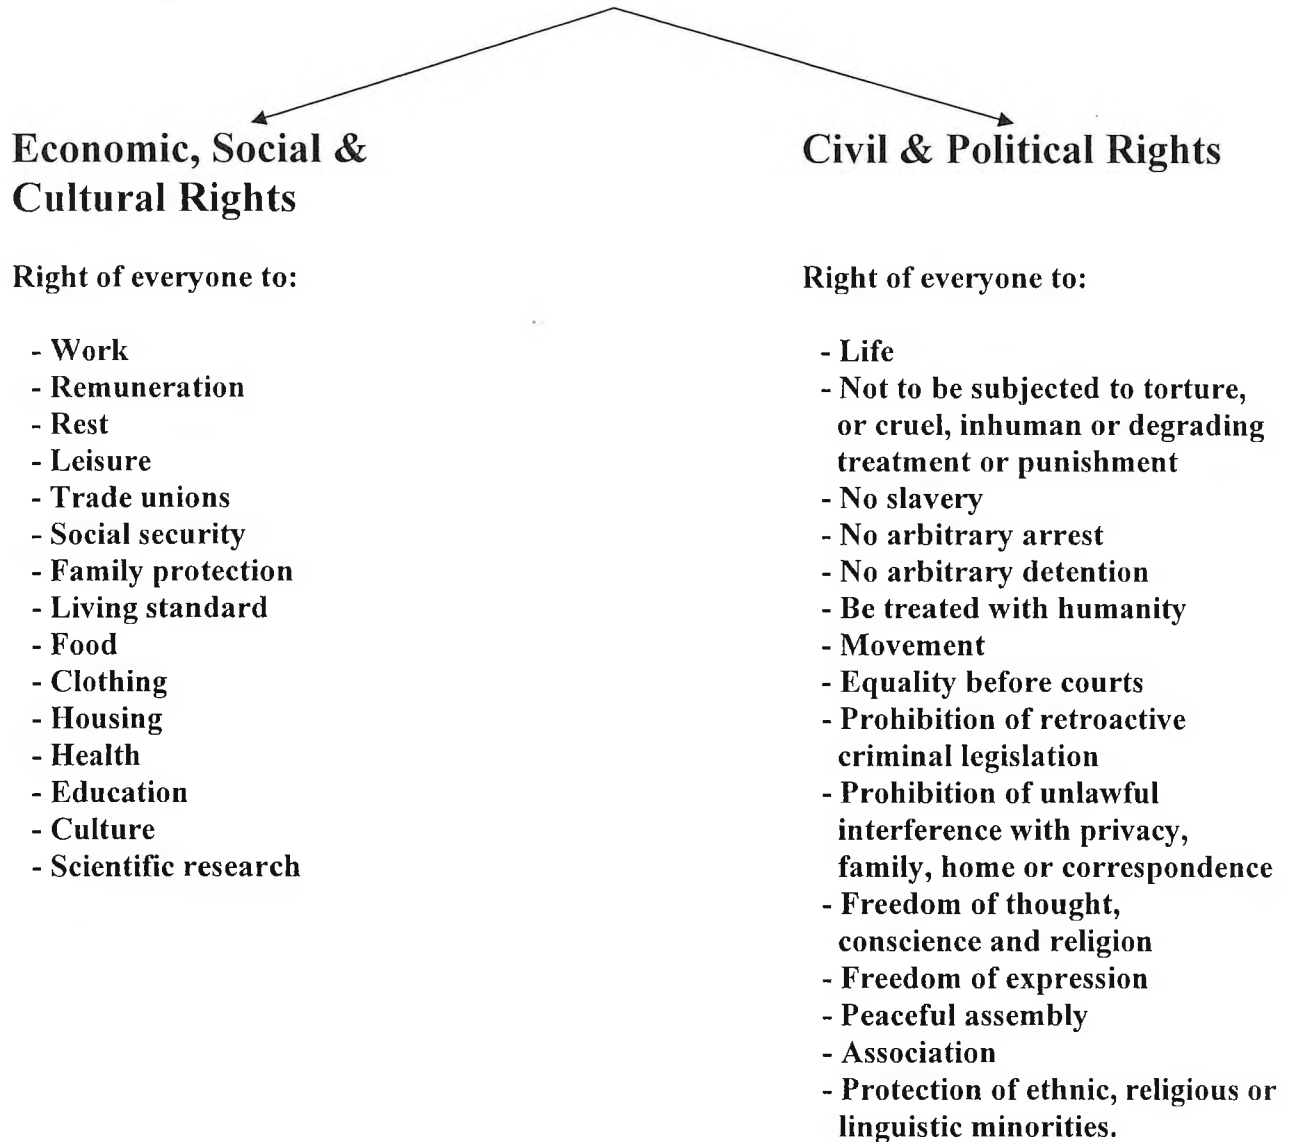 Economic, Social &
Cultural Rights
Right of everyone to:
- Work
- Remuneration
- Rest
- Leisure
- Trade unions
- Social security
- Family protection
- Living standard
- Food
- Clothing
- Housing
- Health
- Education
- Culture
- Scientific research
Civil & Political Rights
Right of everyone to:
- Life
- Not to be subjected to torture,
or cruel, inhuman or degrading
treatment or punishment
- No slavery
- No arbitrary arrest
- No arbitrary detention
- Be treated with humanity
- Movement
- Equality before courts
- Prohibition of retroactive
criminal legislation
- Prohibition of unlawful
interference with privacy,
family, home or correspondence
- Freedom of thought,
conscience and religion
- Freedom of expression
- Peaceful assembly
- Association
- Protection of ethnic, religious or
linguistic minorities.